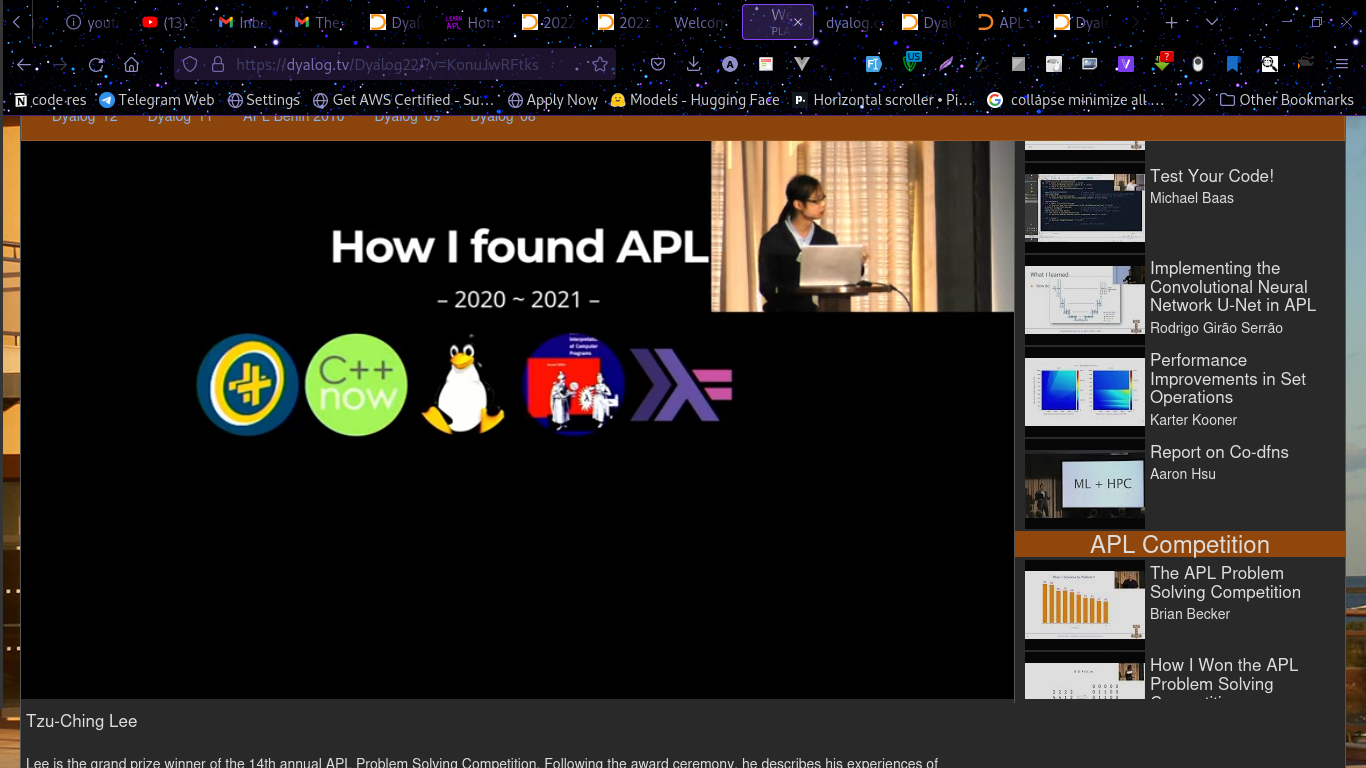 yout
(13)
Inbo
The
Dyal
LEARN
APL
Hom
202
202
Welcom
We
PLA
dyalog.c
Dyal
APL
Dyal
https://dyalog.tv/Dyalog22/?v=KonuJwRFtks
US
?
code res
Telegram Web
Settings
Get AWS Certified - Su…
Apply Now
Models - Hugging Face
Horizontal scroller • Pi…
collapse minimize all …
Other Bookmarks
Dyalog '12
Dyalog '11
APL Berlin 2010
Dyalog '09
Dyalog '08
How I found APL
– 2020 ~ 2021 –
C++
now
Interpretation
of Computer
Programs
Test Your Code!
Michael Baas
What I learned
Implementing the
Convolutional Neural
Network U-Net in APL
Rodrigo Girão Serrão
Performance
Improvements in Set
Operations
Karter Kooner
ML + HPC
Report on Co-dfns
Aaron Hsu
APL Competition
The APL Problem
Solving Competition
Brian Becker
How I Won the APL
Problem Solving
Competition
Tzu-Ching Lee
Lee is the grand prize winner of the 14th annual APL Problem Solving Competition. Following the award ceremony, he describes his experiences of